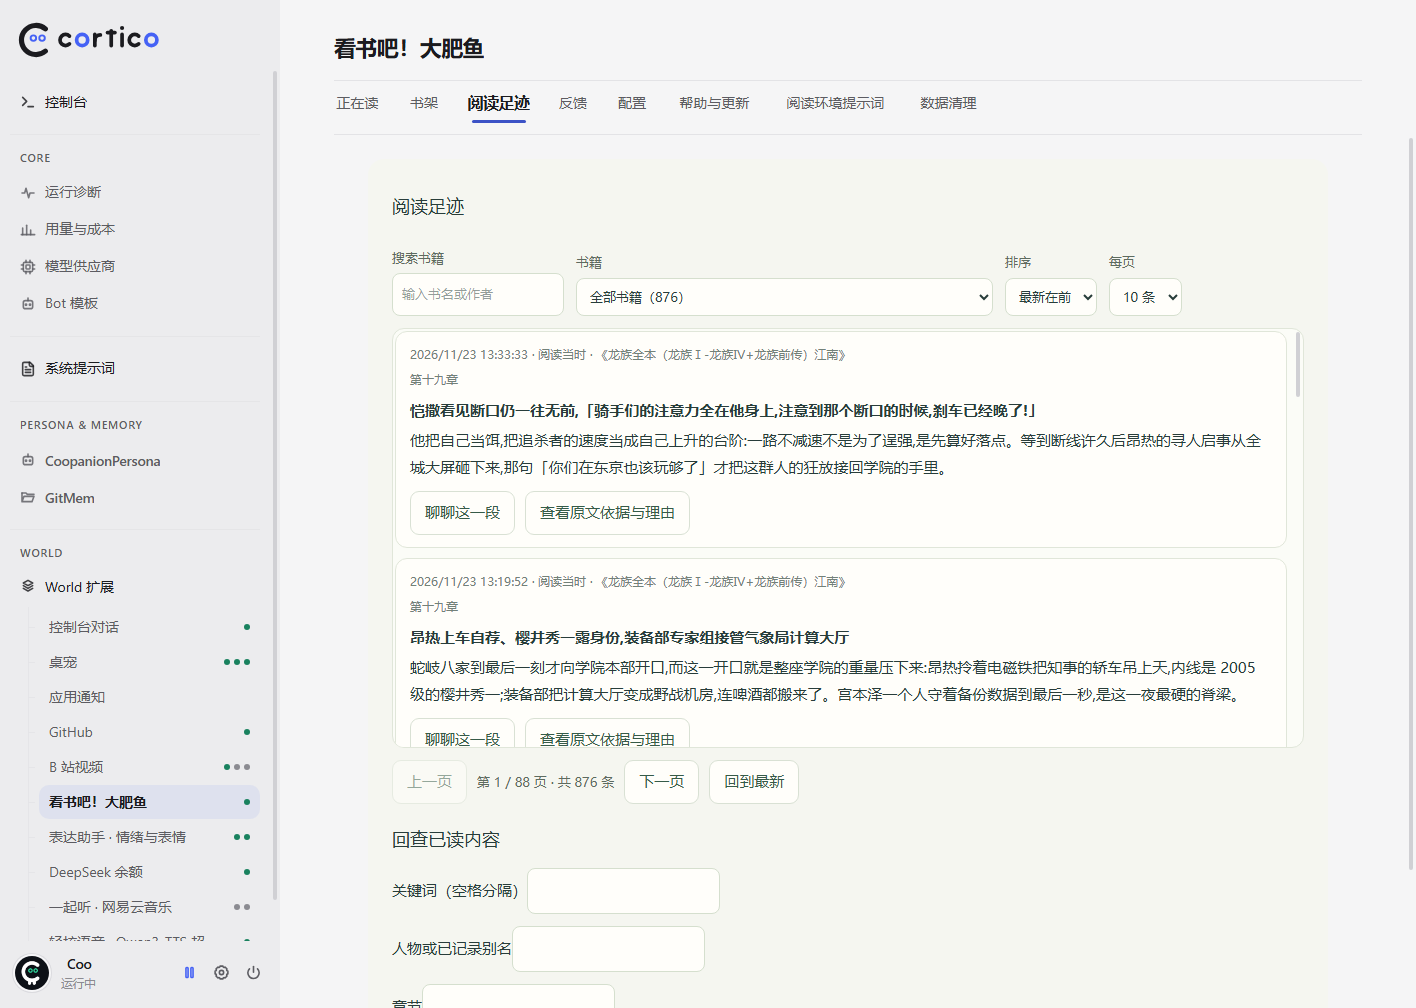 cortico
控制台
CORE
运行诊断
用量与成本
模型供应商
Bot 模板
系统提示词
PERSONA & MEMORY
CoopanionPersona
GitMem
WORLD
World 扩展
控制台对话
桌宠
应用通知
GitHub
B 站视频
看书吧！大肥鱼
表达助手 · 情绪与表情
DeepSeek 余额
一起听 · 网易云音乐
Coo
运行中
看书吧！大肥鱼
正在读 书架 阅读足迹 反馈 配置 帮助与更新 阅读环境提示词 数据清理
阅读足迹
搜索书籍 书籍 排序 每页
输入书名或作者 全部书籍（876） 最新在前 10 条
2026/11/23 13:33:33 · 阅读当时 · 《龙族全本（龙族Ⅰ-龙族Ⅳ+龙族前传）江南》
第十九章
恺撒看见断口仍一往无前,「骑手们的注意力全在他身上,注意到那个断口的时候,刹车已经晚了!」
他把自己当饵,把追杀者的速度当成自己上升的台阶:一路不减速不是为了逞强,是先算好落点。等到断线许久后昂热的寻人启事从全
城大屏砸下来,那句「你们在东京也该玩够了」才把这群人的狂放接回学院的手里。
聊聊这一段 查看原文依据与理由
2026/11/23 13:19:52 · 阅读当时 · 《龙族全本（龙族Ⅰ-龙族Ⅳ+龙族前传）江南》
第十九章
昂热上车自荐、樱井秀一露身份,装备部专家组接管气象局计算大厅
蛇岐八家到最后一刻才向学院本部开口,而这一开口就是整座学院的重量压下来:昂热拎着电磁铁把知事的轿车吊上天,内线是 2005
级的樱井秀一;装备部把计算大厅变成野战机房,连啤酒都搬来了。宫本泽一个人守着备份数据到最后一秒,是这一夜最硬的脊梁。
聊聊这一段 查看原文依据与理由
上一页 第 1 / 88 页 · 共 876 条 下一页 回到最新
回查已读内容
关键词（空格分隔）
人物或已记录别名
章节